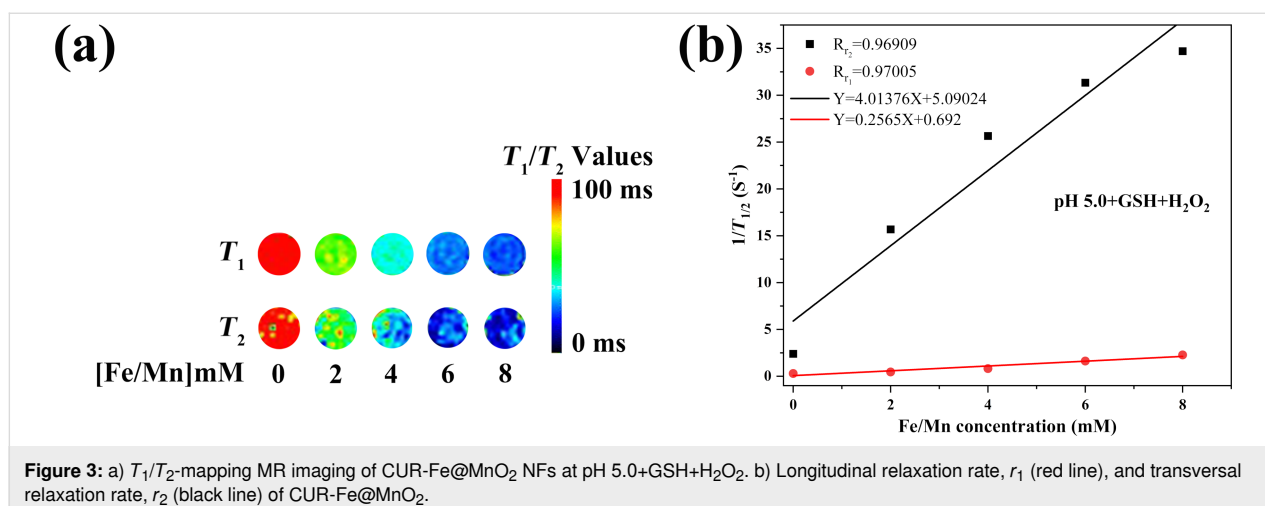 (a)
T₁/T₂ Values
100 ms
T₁
T₂
0 ms
[Fe/Mn]mM 0 2 4 6 8
(b)
R_r₂=0.96909
R_r₁=0.97005
Y=4.01376X+5.09024
Y=0.2565X+0.692
pH 5.0+GSH+H₂O₂
1/T₁/₂ (S⁻¹)
35
30
25
20
15
10
5
0
0 2 4 6 8
Fe/Mn concentration (mM)
Figure 3: a) T₁/T₂-mapping MR imaging of CUR-Fe@MnO₂ NFs at pH 5.0+GSH+H₂O₂. b) Longitudinal relaxation rate, r₁ (red line), and transversal
relaxation rate, r₂ (black line) of CUR-Fe@MnO₂.